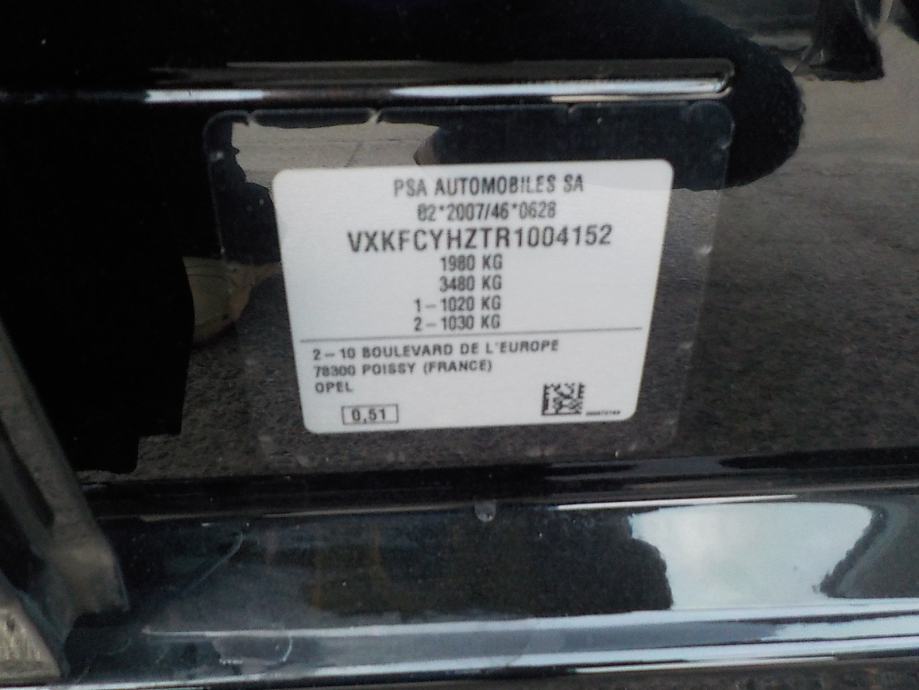 PSA AUTOMOBILES SA
02*2007/46*0628
VXKFCYHZTR1004152
1980 KG
3480 KG
1-1020 KG
2-1030 KG
2-10 BOULEVARD DE L'EUROPE
78300 POISSY (FRANCE)
OPEL
0,51